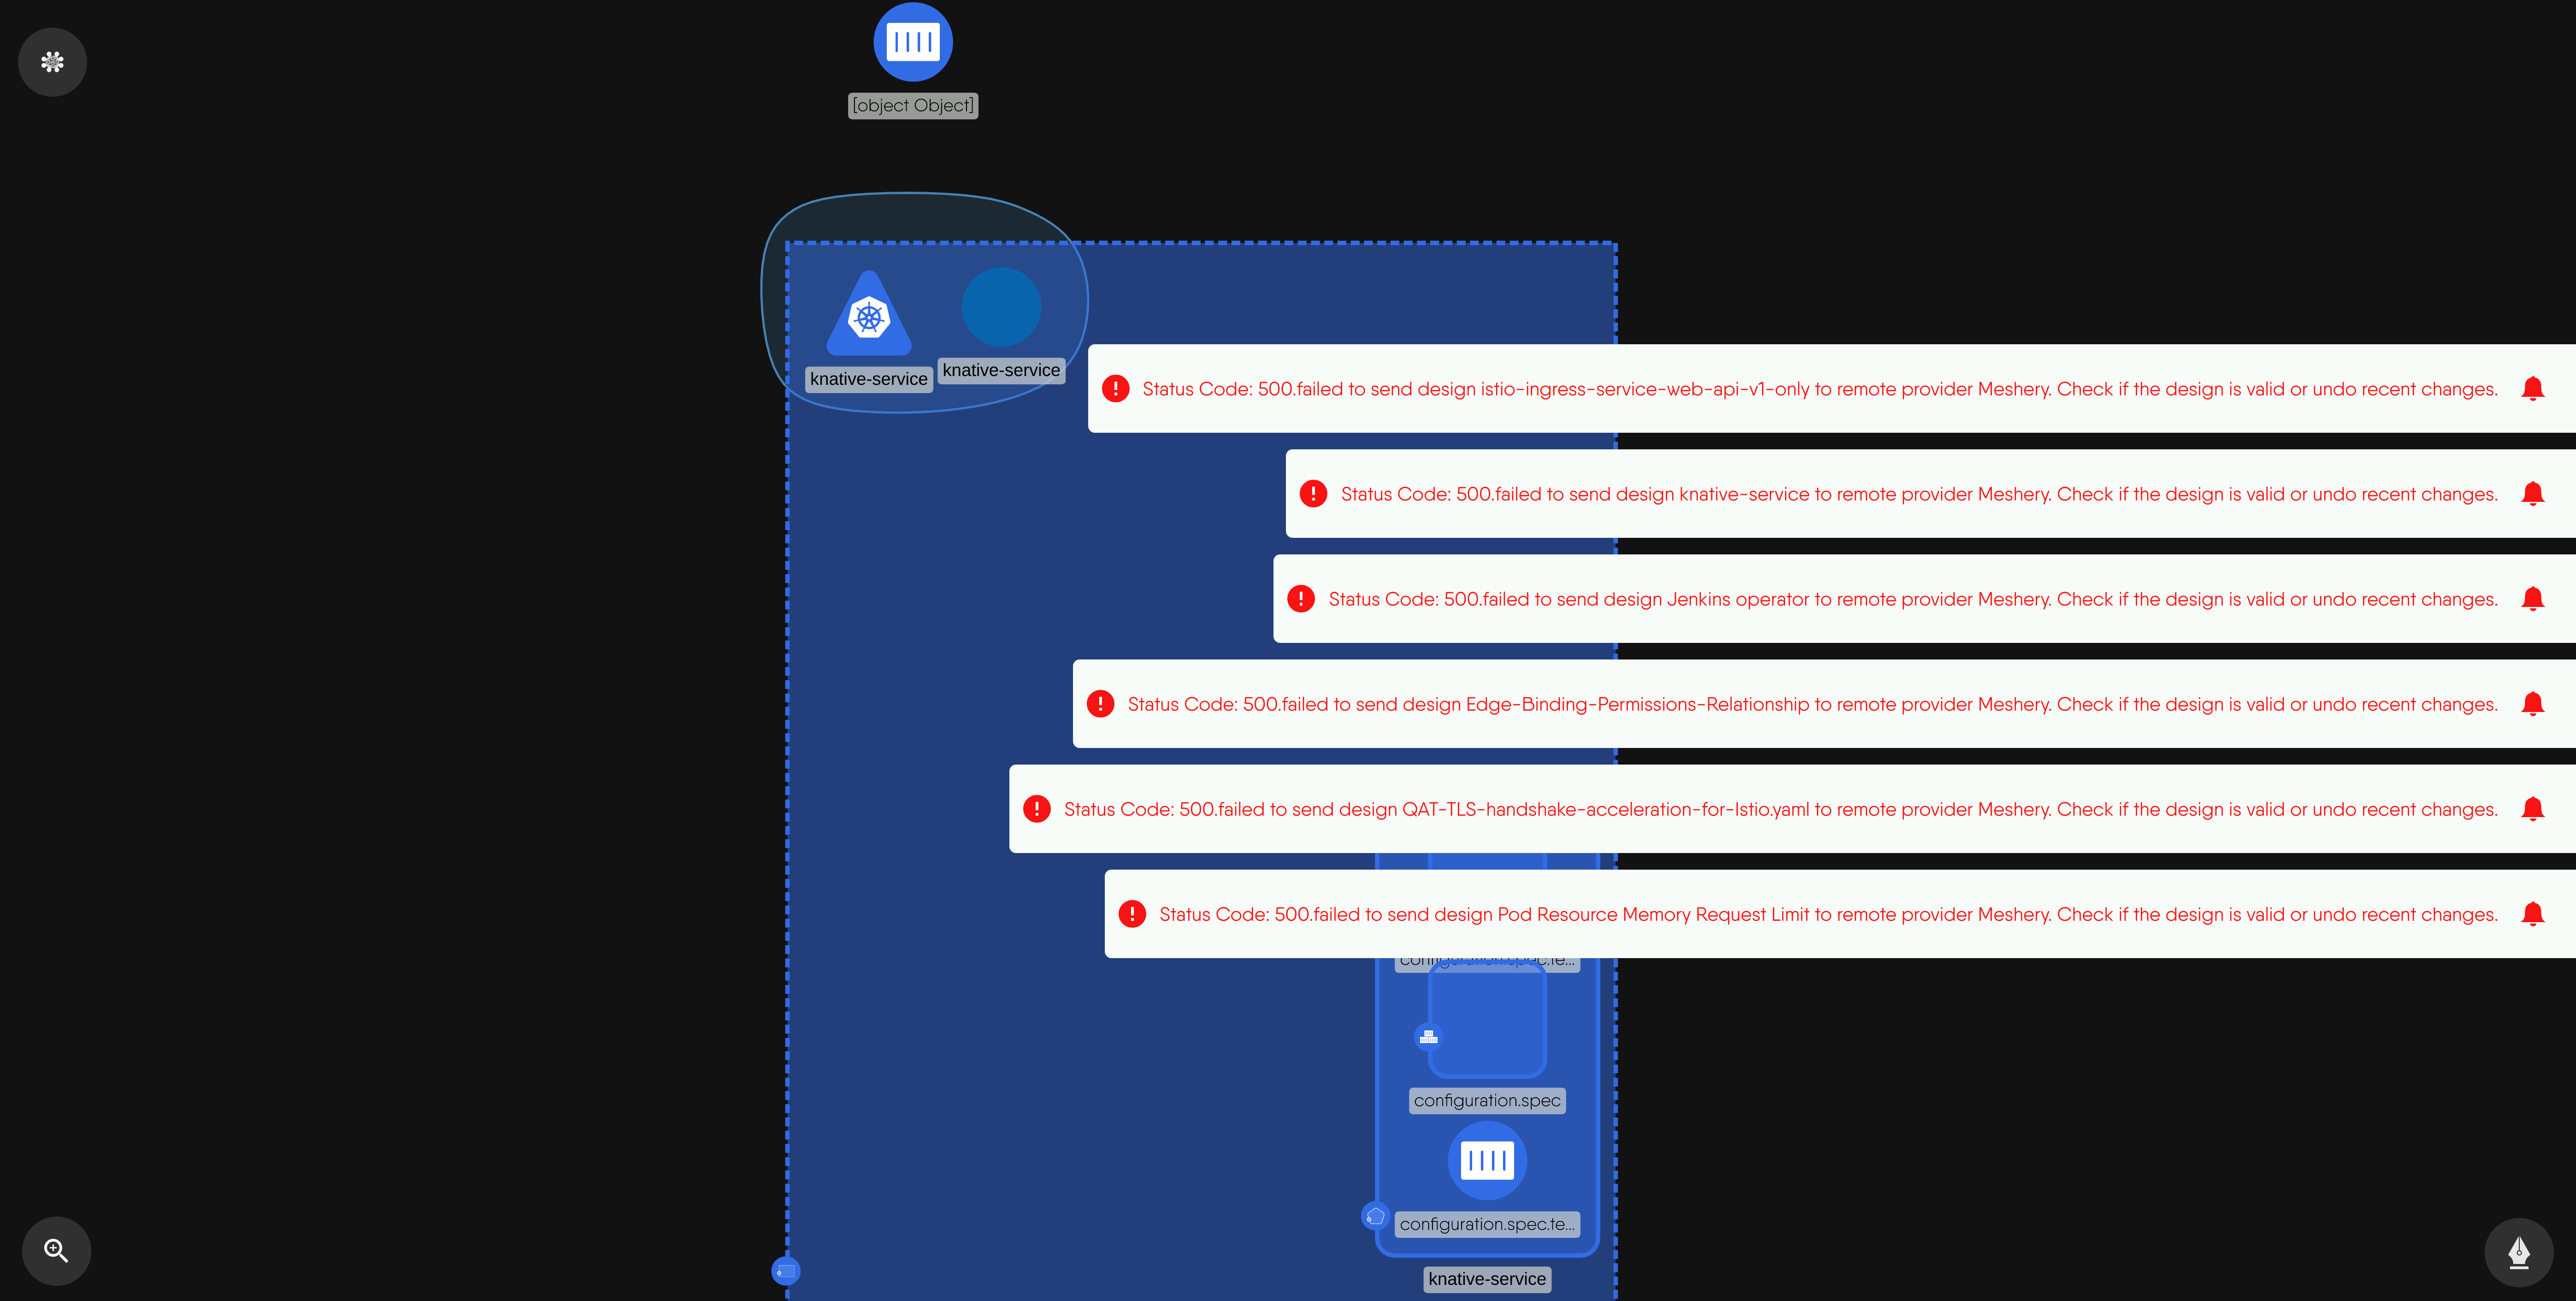 [object Object]
knative-service
knative-service
Status Code: 500.failed to send design istio-ingress-service-web-api-v1-only to remote provider Meshery. Check if the design is valid or undo recent changes.
Status Code: 500.failed to send design knative-service to remote provider Meshery. Check if the design is valid or undo recent changes.
Status Code: 500.failed to send design Jenkins operator to remote provider Meshery. Check if the design is valid or undo recent changes.
Status Code: 500.failed to send design Edge-Binding-Permissions-Relationship to remote provider Meshery. Check if the design is valid or undo recent changes.
Status Code: 500.failed to send design QAT-TLS-handshake-acceleration-for-Istio.yaml to remote provider Meshery. Check if the design is valid or undo recent changes.
Status Code: 500.failed to send design Pod Resource Memory Request Limit to remote provider Meshery. Check if the design is valid or undo recent changes.
configuration.spec.te...
configuration.spec
configuration.spec.te...
knative-service